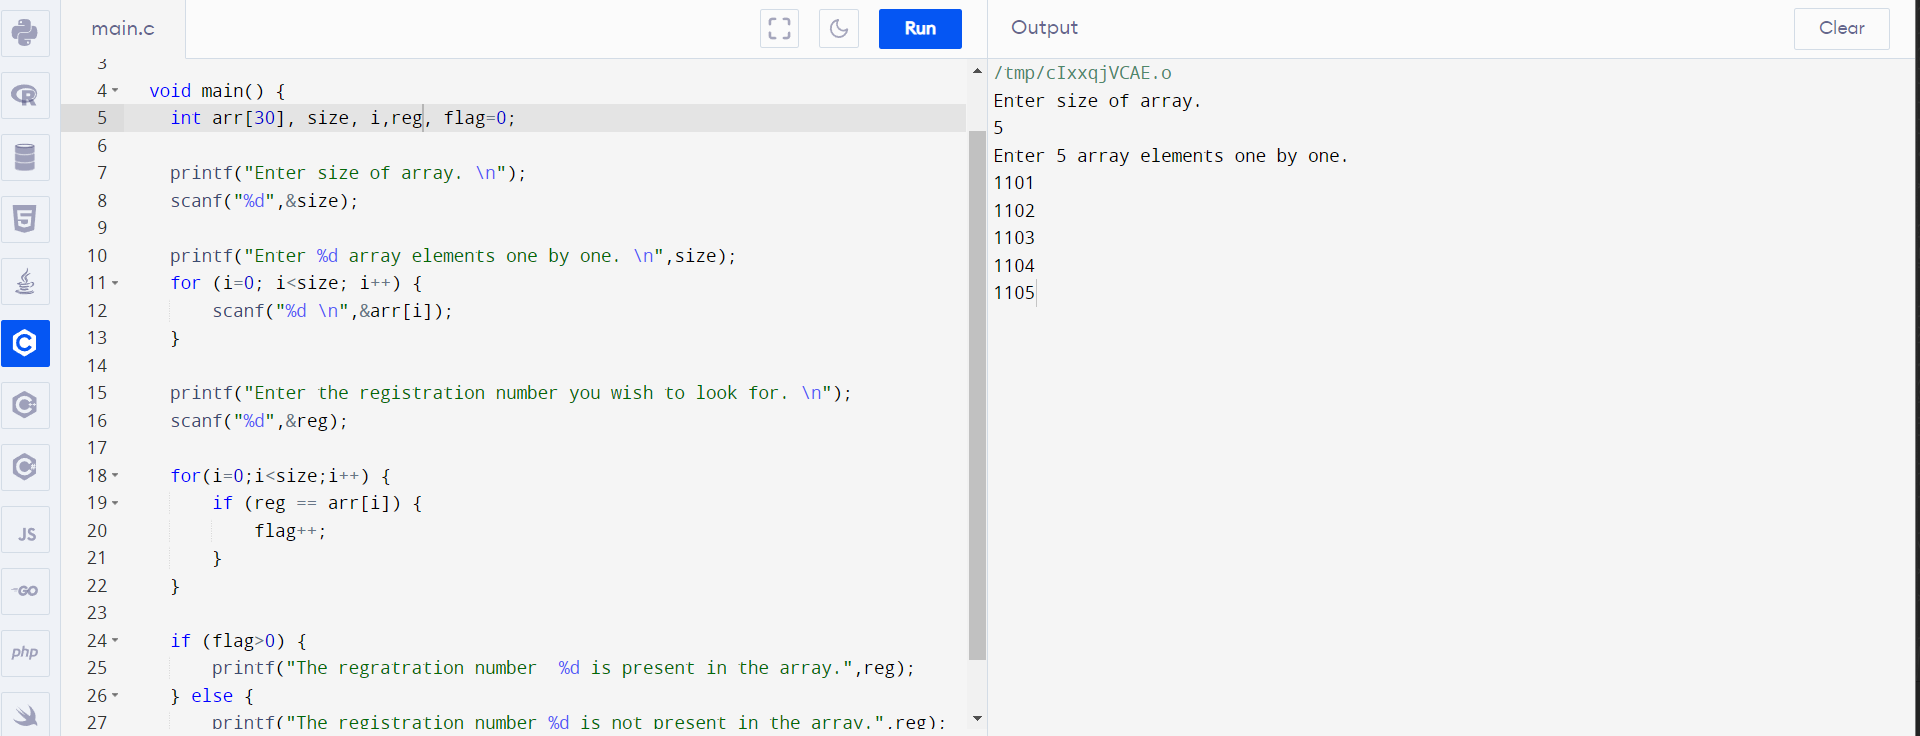 main.c
Run
3
4 void main() {
5 int arr[30], size, i,reg, flag=0;
6
7 printf("Enter size of array. \n");
8 scanf("%d",&size);
9
10 printf("Enter %d array elements one by one. \n",size);
11 for (i=0; i<size; i++) {
12 scanf("%d \n",&arr[i]);
13 }
14
15 printf("Enter the registration number you wish to look for. \n");
16 scanf("%d",&reg);
17
18 for(i=0;i<size;i++) {
19 if (reg == arr[i]) {
20 flag++;
21 }
22 }
23
24 if (flag>0) {
25 printf("The regratration number  %d is present in the array.",reg);
26 } else {
27 printf("The registration number %d is not present in the array.",reg);
Output
Clear
/tmp/cIxxqjVCAE.o
Enter size of array.
5
Enter 5 array elements one by one.
1101
1102
1103
1104
1105
R
5
C
C
C#
JS
GO
php